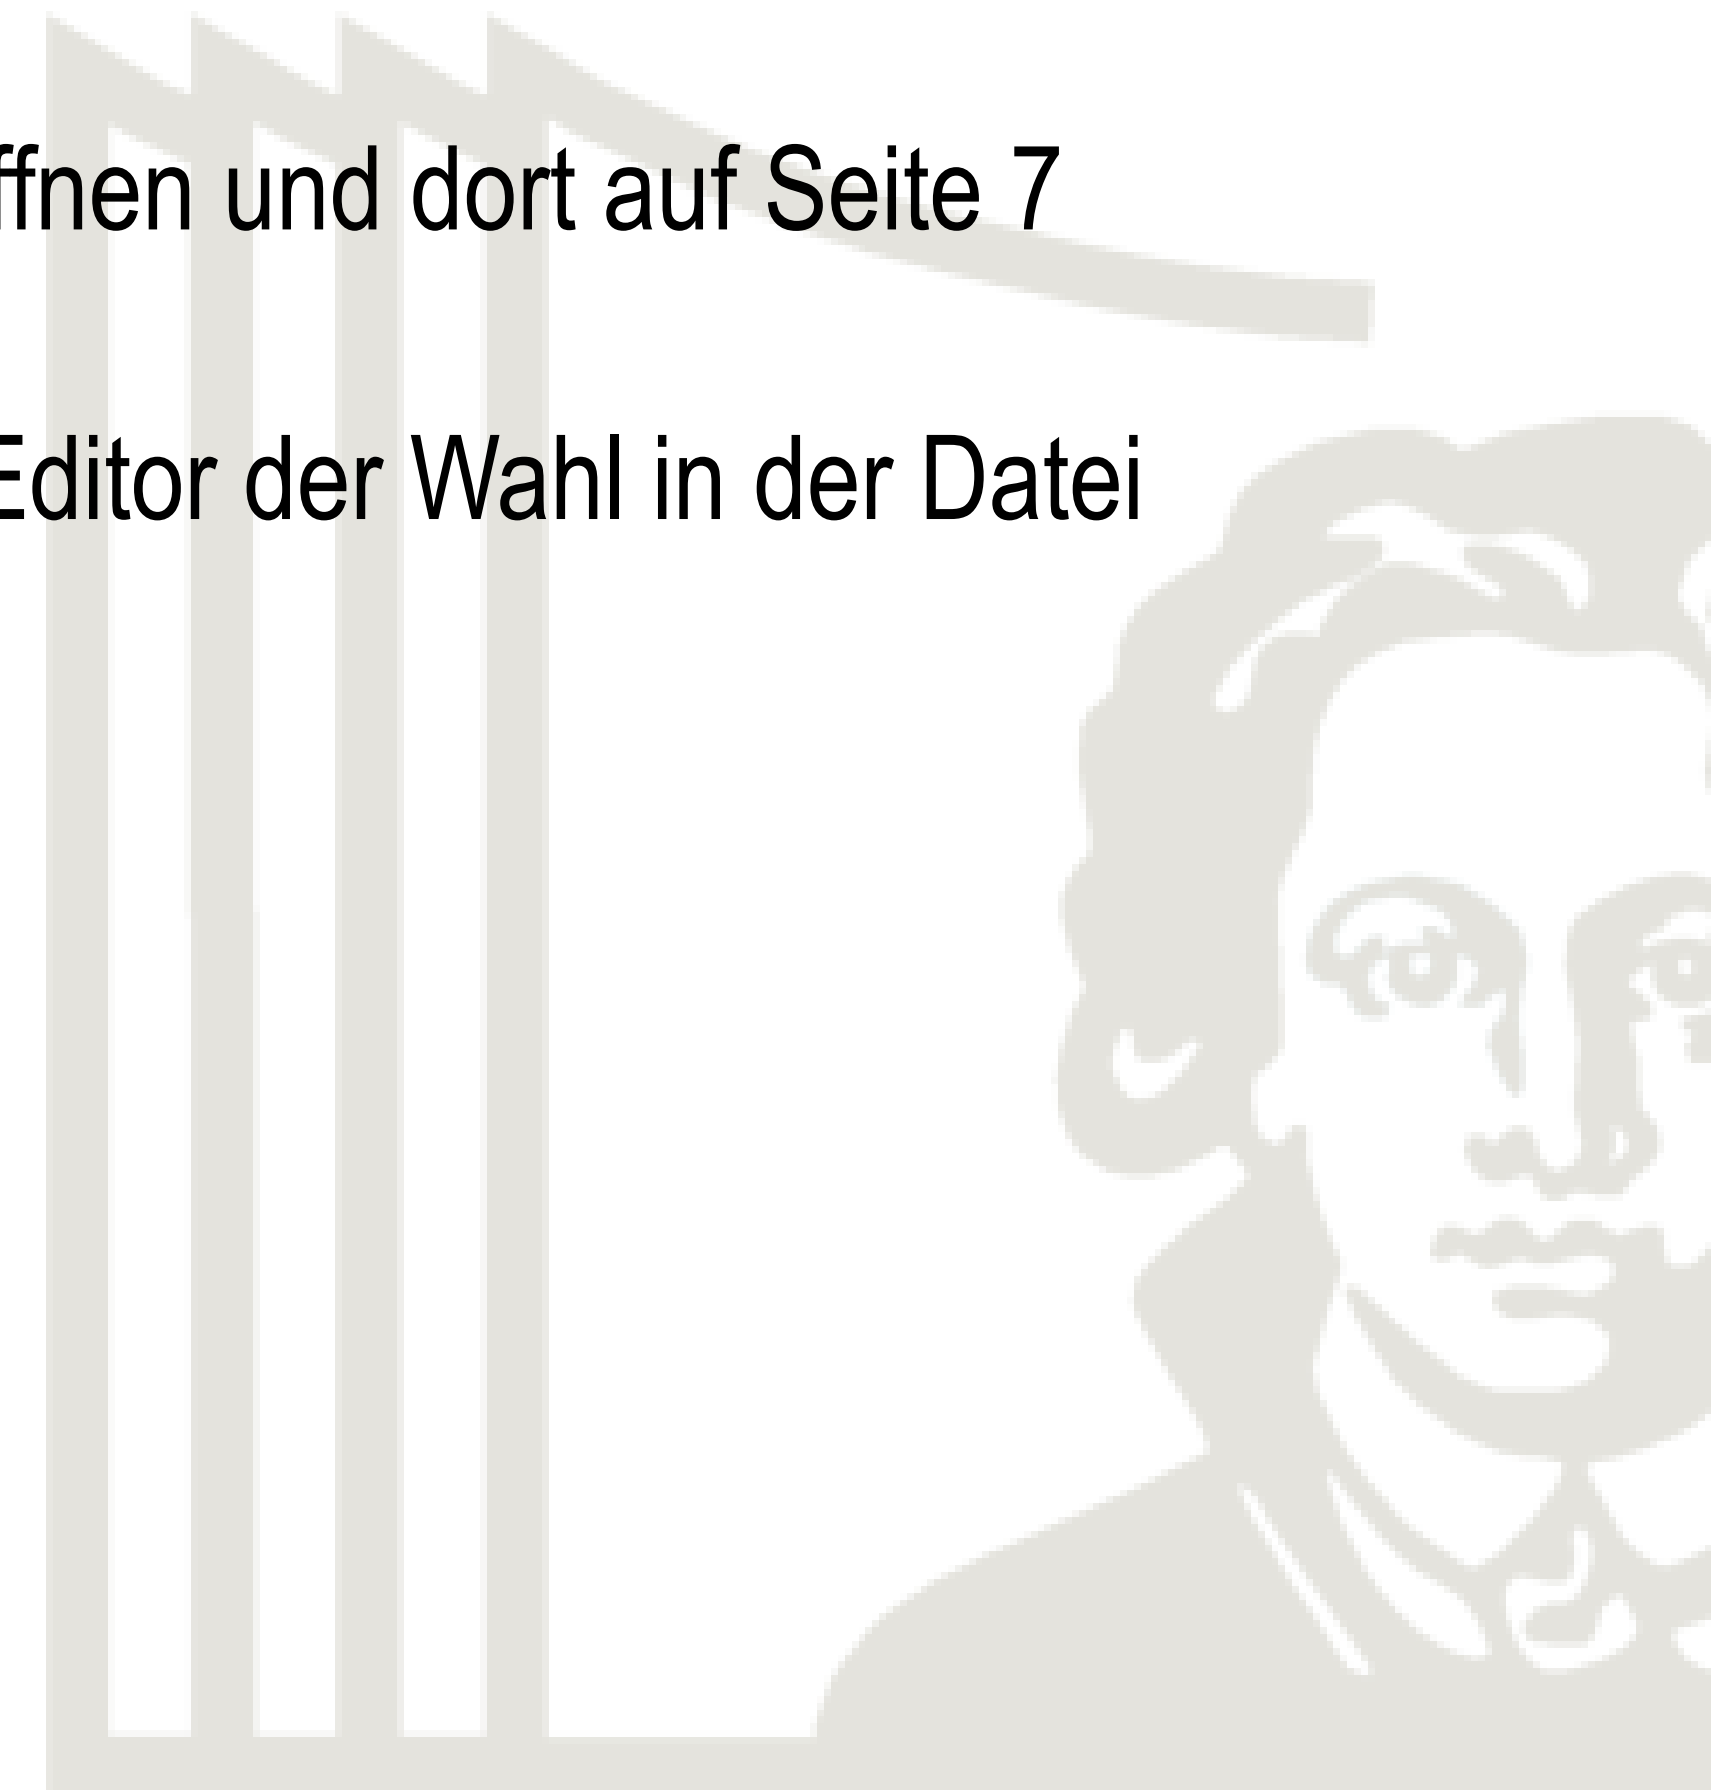 ffnen und dort auf Seite 7
Editor der Wahl in der Datei